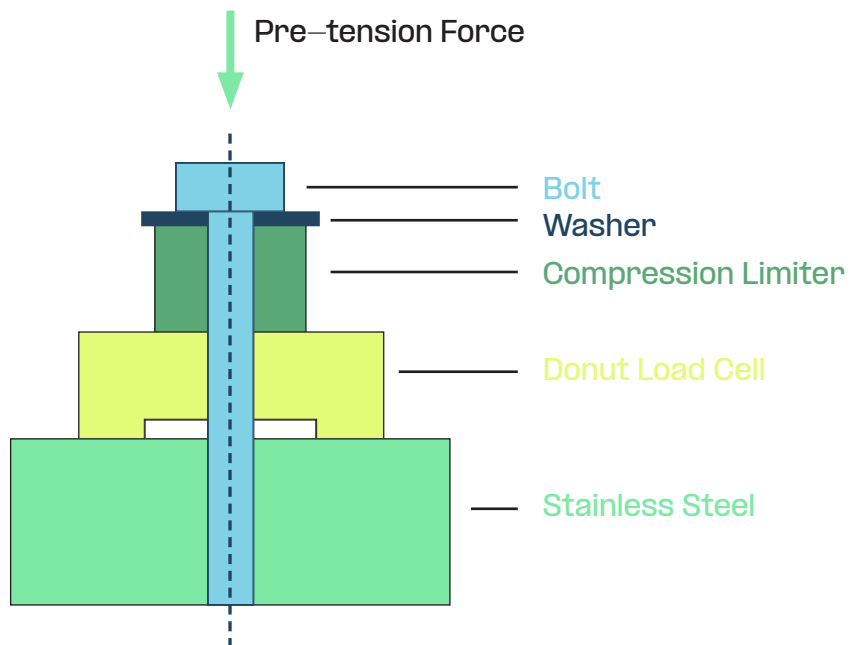 Pre–tension Force
Bolt
Washer
Compression Limiter
Donut Load Cell
Stainless Steel